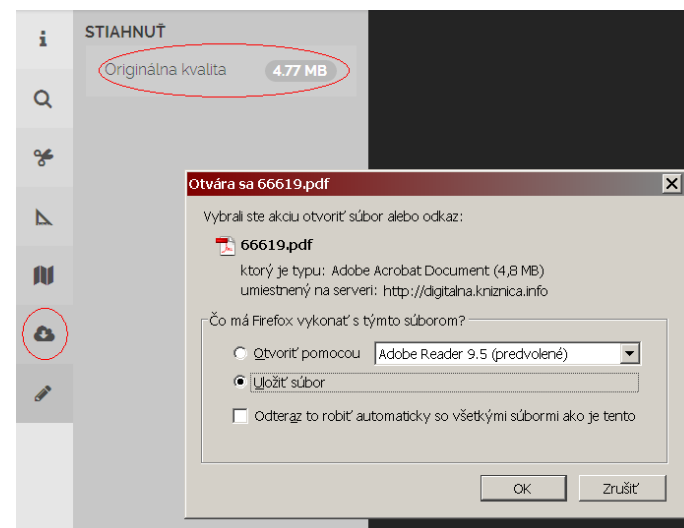 STIAHNUŤ
Originálna kvalita 4.77 MB
Otvára sa 66619.pdf
Vybrali ste akciu otvoriť súbor alebo odkaz:
66619.pdf
ktorý je typu: Adobe Acrobat Document (4,8 MB)
umiestnený na serveri: http://digitalna.kniznica.info
Čo má Firefox vykonať s týmto súborom?
Otvoriť pomocou Adobe Reader 9.5 (predvolené)
Uložiť súbor
Odteraz to robiť automaticky so všetkými súbormi ako je tento
OK Zrušiť